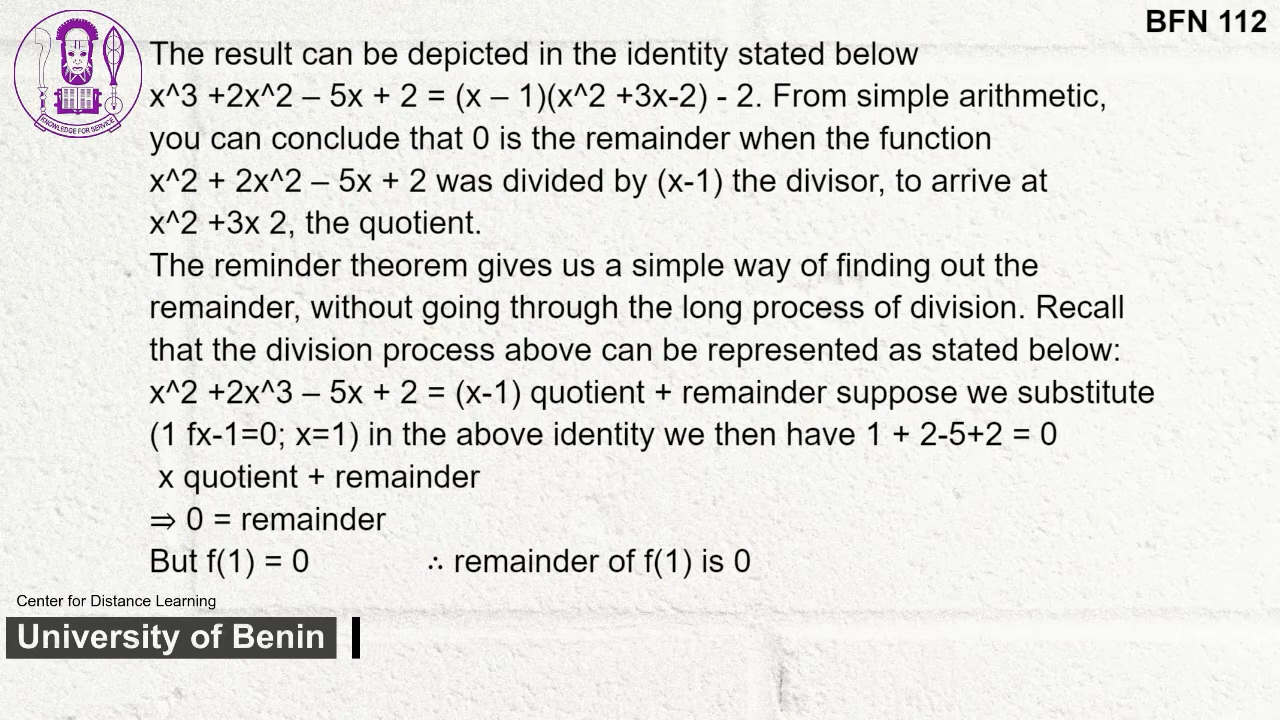 BFN 112
The result can be depicted in the identity stated below
x^3 +2x^2 – 5x + 2 = (x – 1)(x^2 +3x-2) - 2. From simple arithmetic,
you can conclude that 0 is the remainder when the function
x^2 + 2x^2 – 5x + 2 was divided by (x-1) the divisor, to arrive at
x^2 +3x 2, the quotient.
The reminder theorem gives us a simple way of finding out the
remainder, without going through the long process of division. Recall
that the division process above can be represented as stated below:
x^2 +2x^3 – 5x + 2 = (x-1) quotient + remainder suppose we substitute
(1 fx-1=0; x=1) in the above identity we then have 1 + 2-5+2 = 0
x quotient + remainder
⇒ 0 = remainder
But f(1) = 0 ∴ remainder of f(1) is 0
KNOWLEDGE FOR SERVICE
Center for Distance Learning
University of Benin